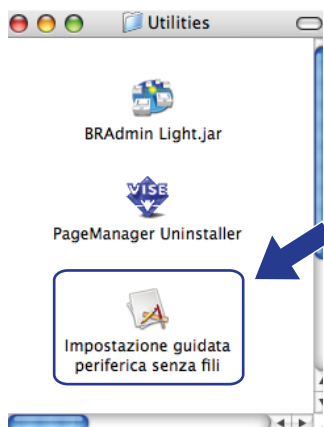 Utilities
BRAdmin Light.jar
VISE
PageManager Uninstaller
Impostazione guidata
periferica senza fili